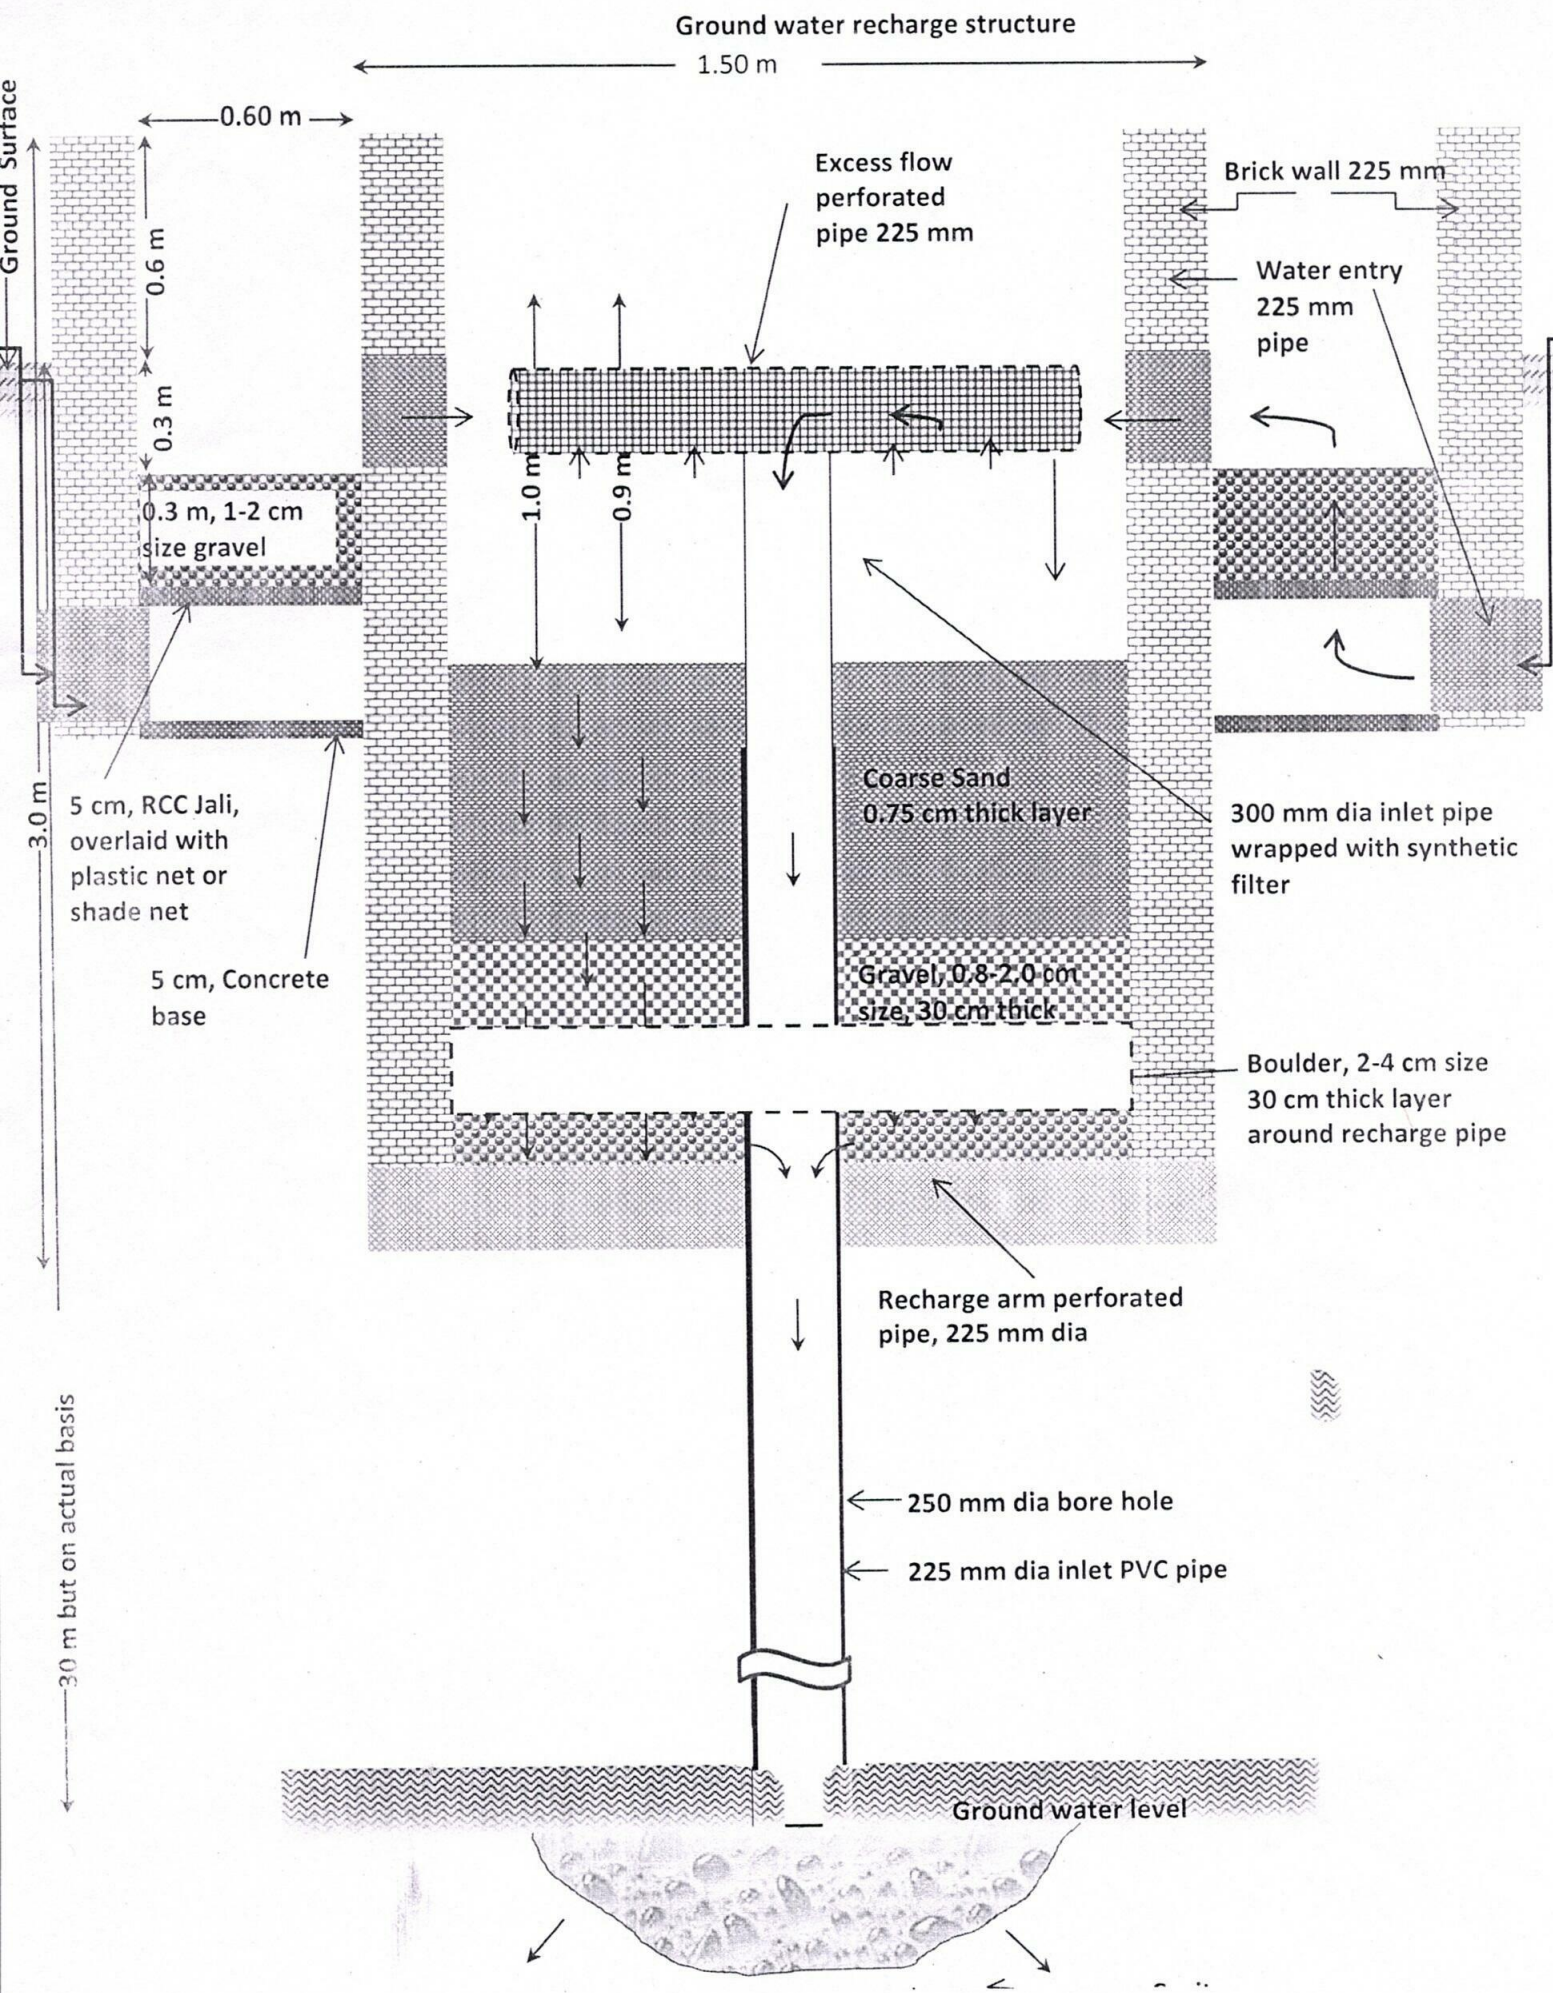 Ground water recharge structure
1.50 m
0.60 m
Ground Surface
0.6 m
0.3 m
Excess flow
perforated
pipe 225 mm
Brick wall 225 mm
Water entry
225 mm
pipe
1.0 m
0.9 m
0.3 m, 1-2 cm
size gravel
3.0 m
5 cm, RCC Jali,
overlaid with
plastic net or
shade net
5 cm, Concrete
base
Coarse Sand
0.75 cm thick layer
300 mm dia inlet pipe
wrapped with synthetic
filter
Gravel, 0.8-2.0 cm
size, 30 cm thick
Boulder, 2-4 cm size
30 cm thick layer
around recharge pipe
Recharge arm perforated
pipe, 225 mm dia
30 m but on actual basis
250 mm dia bore hole
225 mm dia inlet PVC pipe
Ground water level